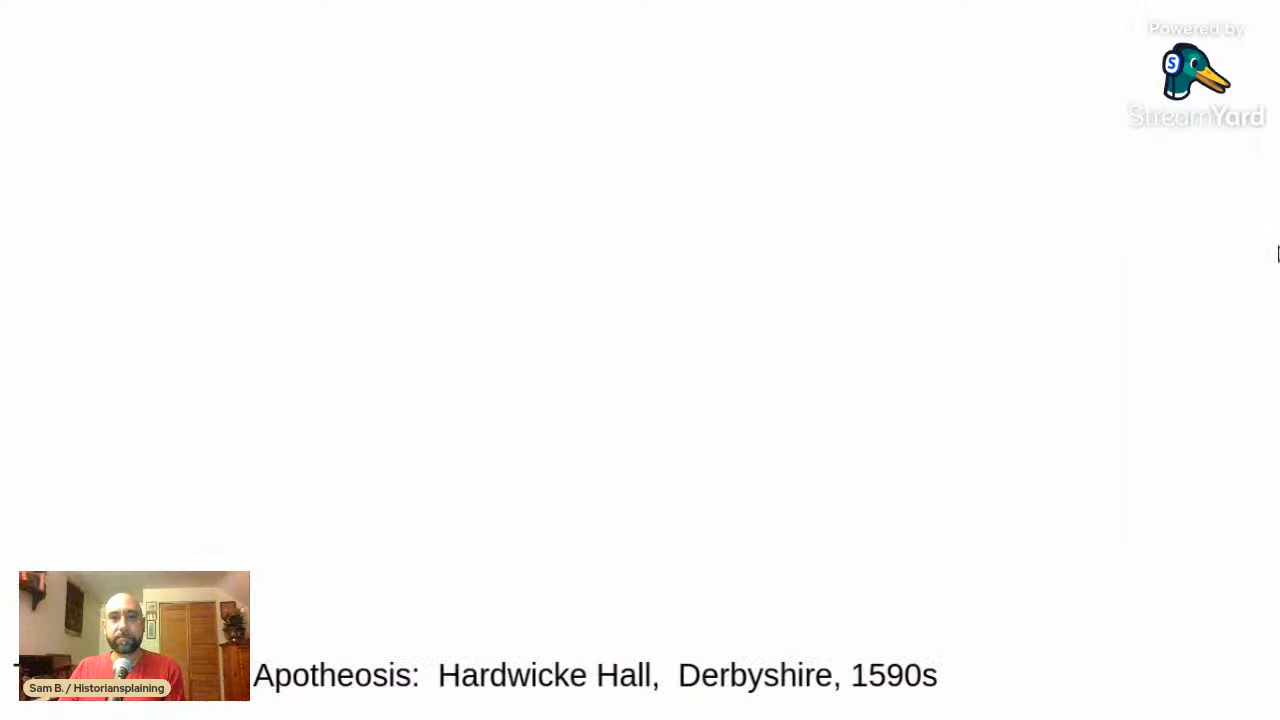 Powered by
S
StreamYard
Apotheosis: Hardwicke Hall, Derbyshire, 1590s
Sam B. / Historiansplaining